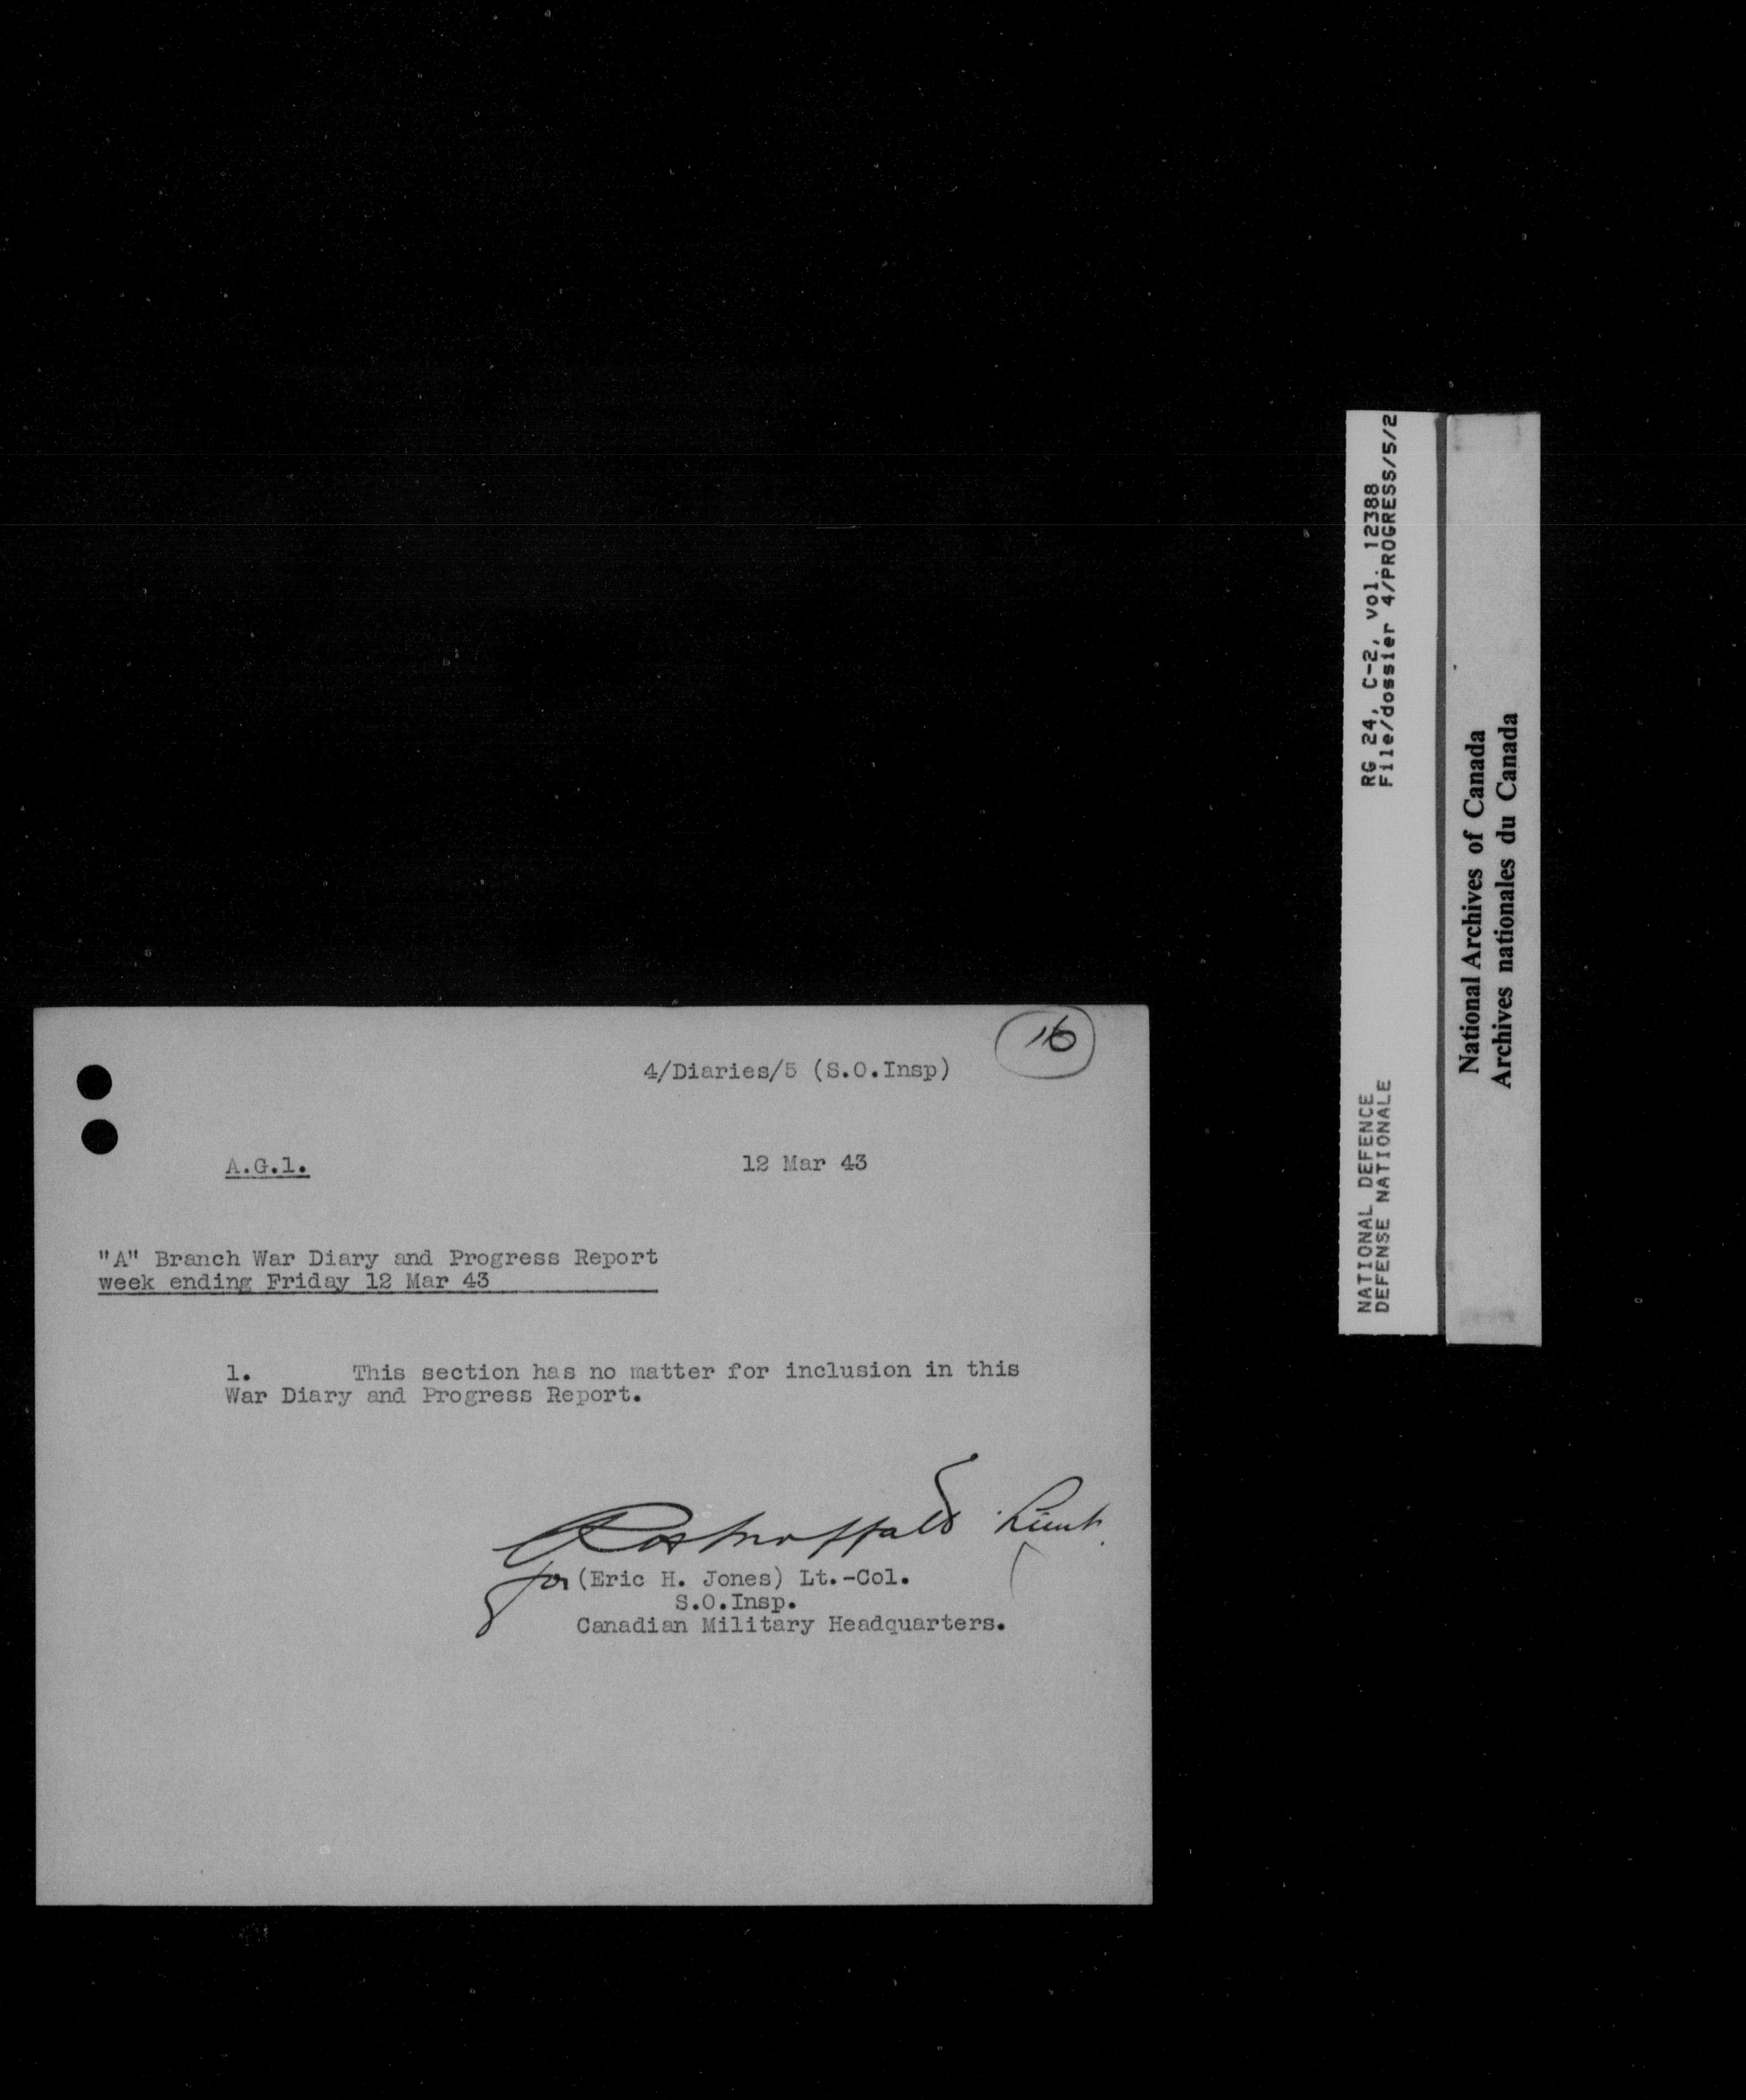 16
4/Diaries/5 (S.O.Insp)
A.G.1.
12 Mar 43
"A" Branch War Diary and Progress Report
week ending Friday 12 Mar 43
1. This section has no matter for inclusion in this
War Diary and Progress Report.
Lieut.
for (Eric H. Jones) Lt.-Col.
S.O.Insp.
Canadian Military Headquarters.
RG 24, C-2, vol. 12388
File/dossier 4/PROGRESS/5/2
NATIONAL DEFENCE
DEFENSE NATIONALE
National Archives of Canada
Archives nationales du Canada